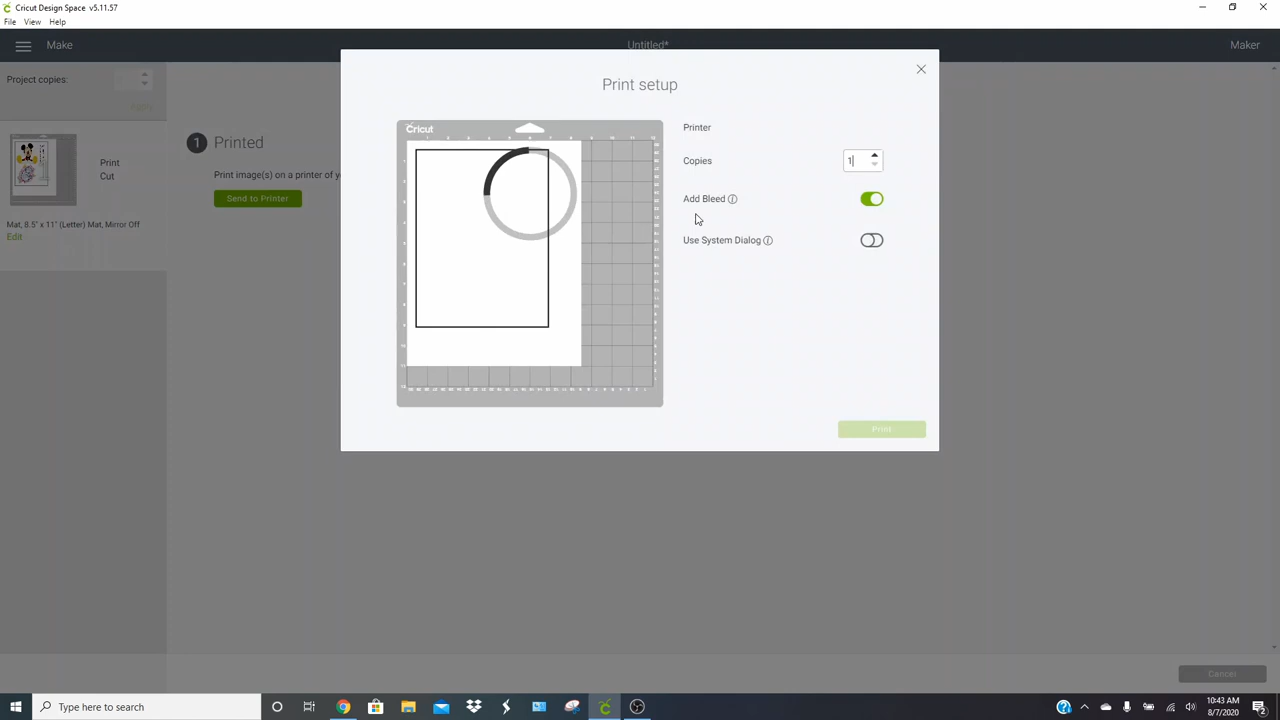 Cricut Design Space v5.11.57
File View Help
Make
Untitled*
Maker
Project copies:
Apply
Print
Cut
Mat, 8.5" x 11" (Letter) Mat, Mirror Off
Edit
1 Printed
Print image(s) on a printer of y
Send to Printer
Print setup
Cricut
Printer
Copies 1
Add Bleed
Use System Dialog
Print
Cancel
Type here to search
10:43 AM
8/7/2020
2